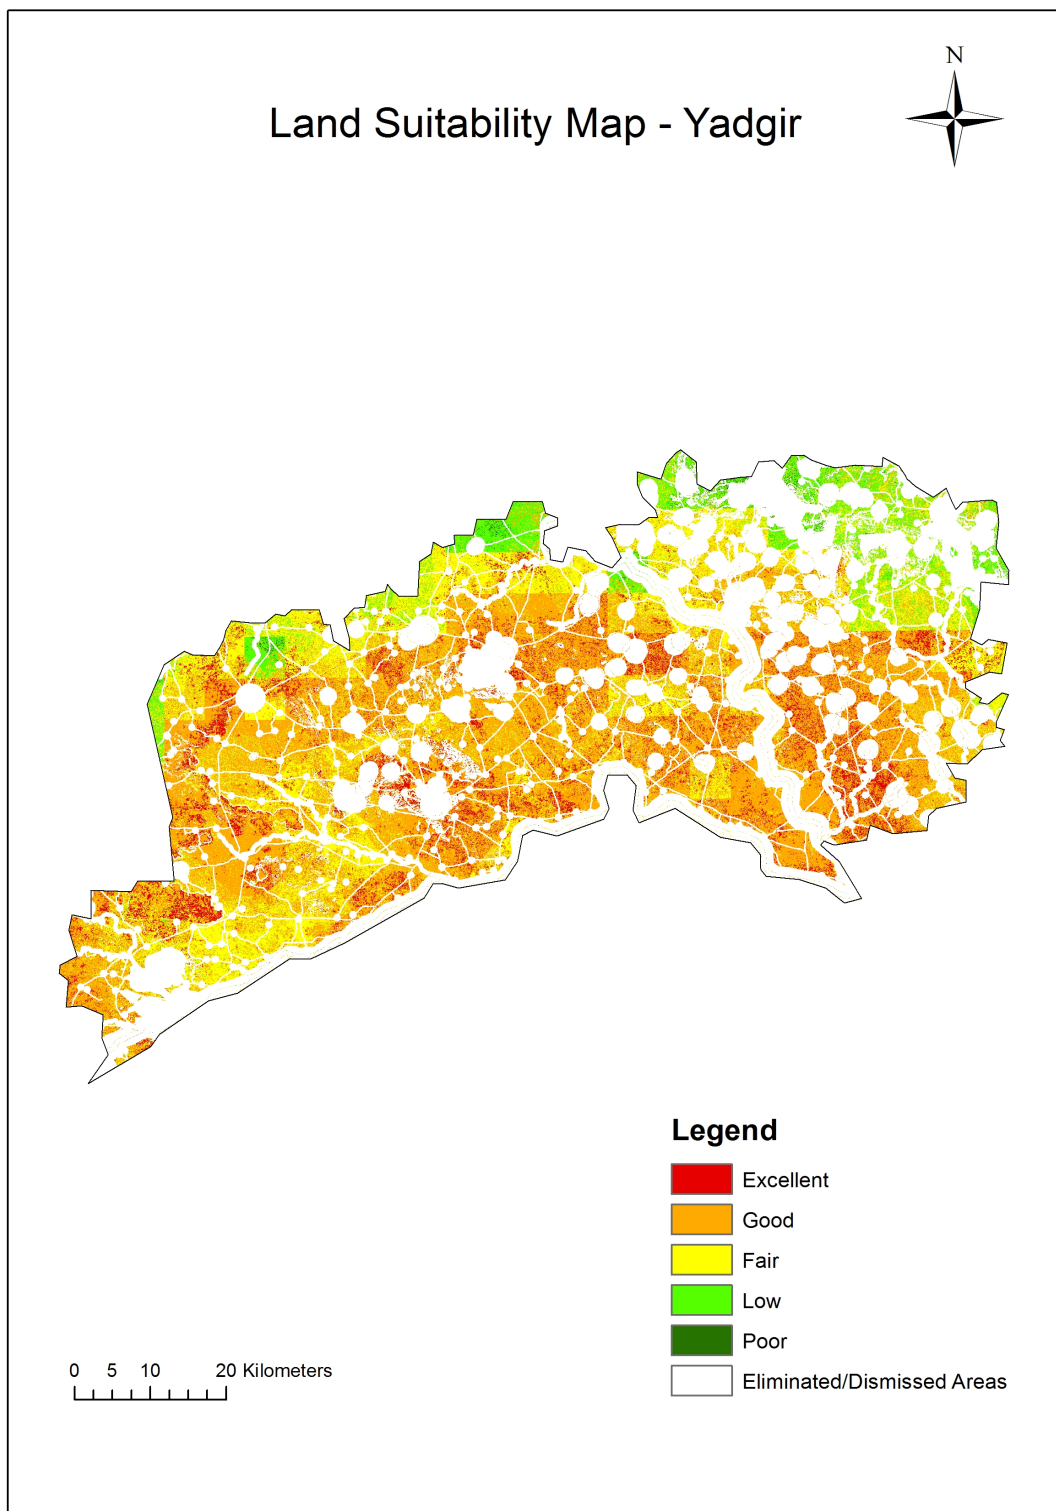 N
Land Suitability Map - Yadgir
Legend
Excellent
Good
Fair
Low
Poor
Eliminated/Dismissed Areas
0 5 10 20 Kilometers